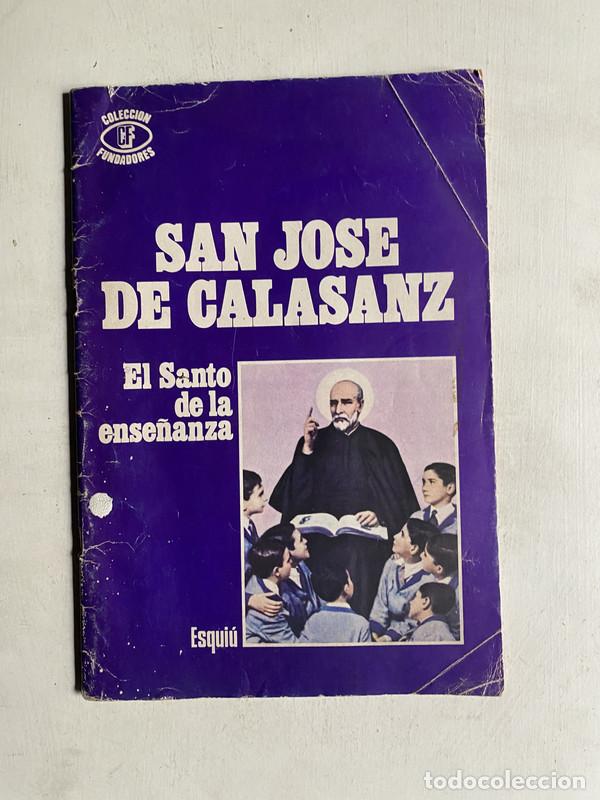 COLECCION
CF
FUNDADORES
SAN JOSE
DE CALASANZ
El Santo
de la
enseñanza
Esquiú
todocoleccion